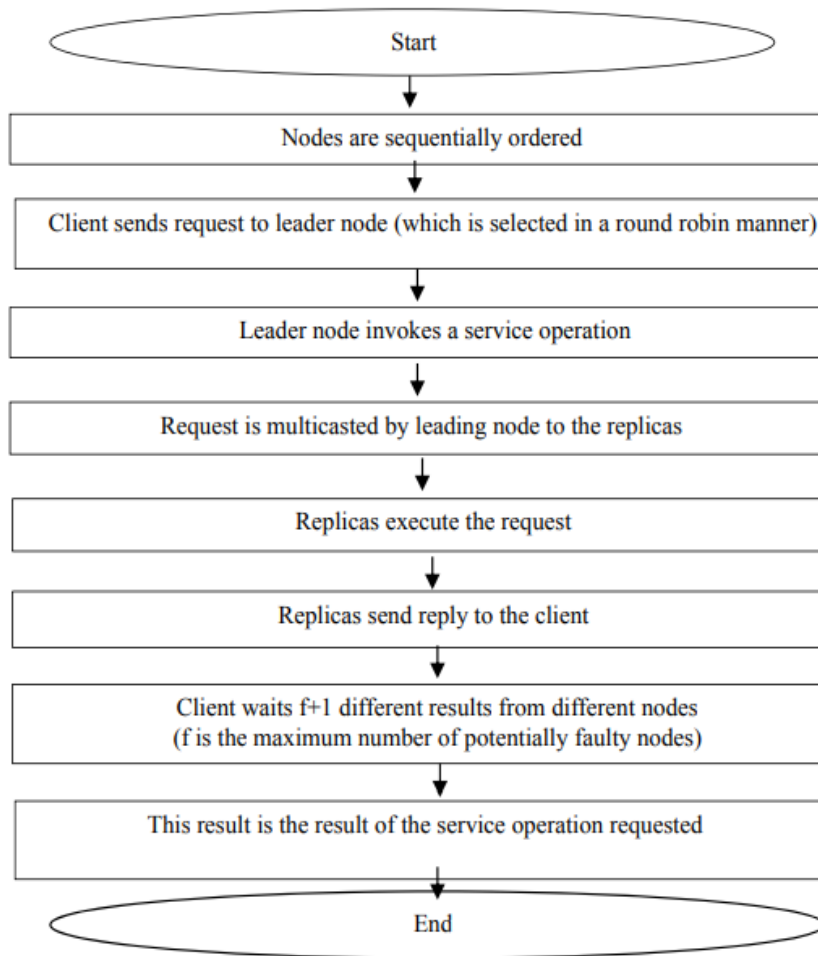 Start
Nodes are sequentially ordered
Client sends request to leader node (which is selected in a round robin manner)
Leader node invokes a service operation
Request is multicasted by leading node to the replicas
Replicas execute the request
Replicas send reply to the client
Client waits f+1 different results from different nodes
(f is the maximum number of potentially faulty nodes)
This result is the result of the service operation requested
End